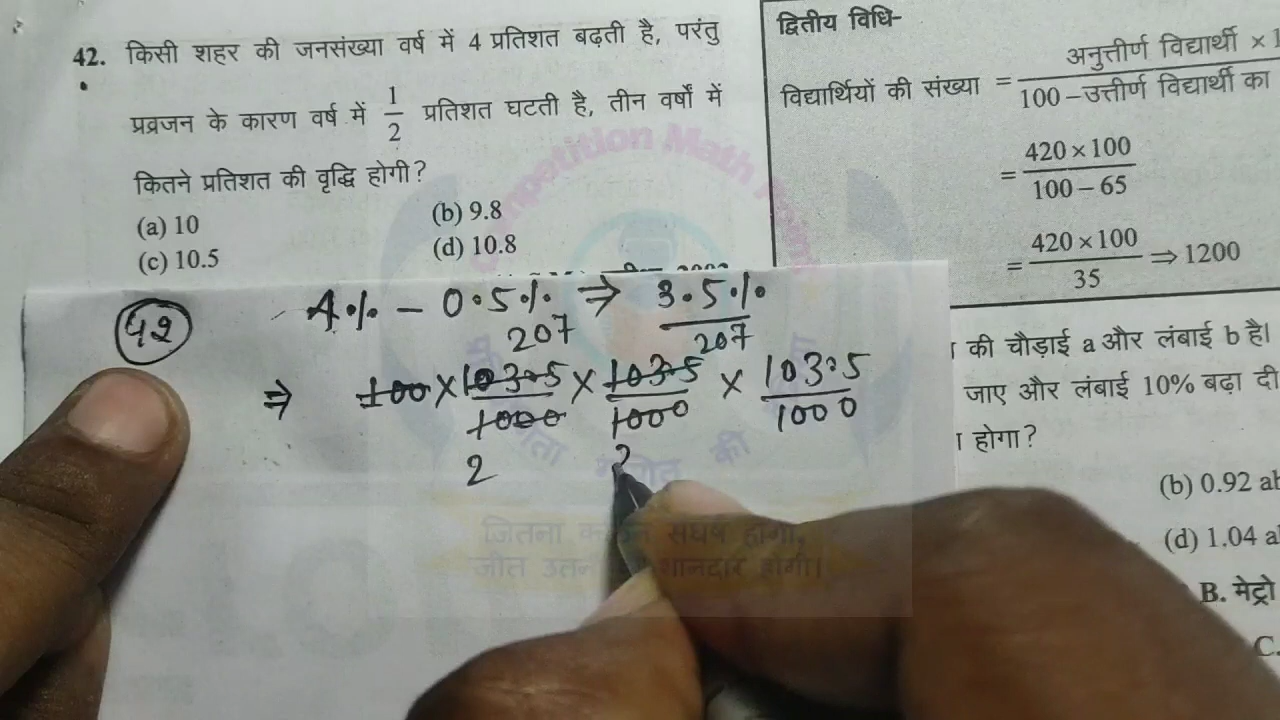 42. किसी शहर की जनसंख्या वर्ष में 4 प्रतिशत बढ़ती है, परंतु
प्रव्रजन के कारण वर्ष में 1/2 प्रतिशत घटती है, तीन वर्षों में
कितने प्रतिशत की वृद्धि होगी?
(a) 10 (b) 9.8
(c) 10.5 (d) 10.8
द्वितीय विधि-
विद्यार्थियों की संख्या = अनुत्तीर्ण विद्यार्थी × 1
100 – उत्तीर्ण विद्यार्थी का
= 420 × 100
100 – 65
= 420 × 100
35 ⇒ 1200
की चौड़ाई a और लंबाई b है।
जाए और लंबाई 10% बढ़ा दी
होगा?
(b) 0.92 ab
(d) 1.04 a
B. मेट्रो
C.
42 4% – 0.5% ⇒ 3.5%
207 207
⇒ 100 × 103.5 × 103.5 × 103.5
1000 1000 1000
2
जितना संघर्ष होगा,
जीत शानदार होगी।